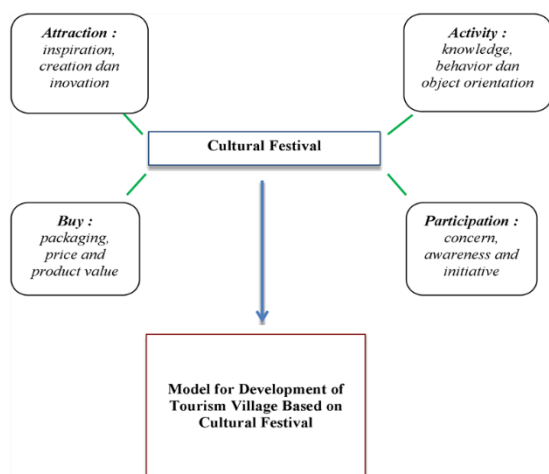 Attraction :
inspiration,
creation dan
inovation
Activity :
knowledge,
behavior dan
object orientation
Cultural Festival
Buy :
packaging,
price and
product value
Participation :
concern,
awareness and
initiative
Model for Development of
Tourism Village Based on
Cultural Festival